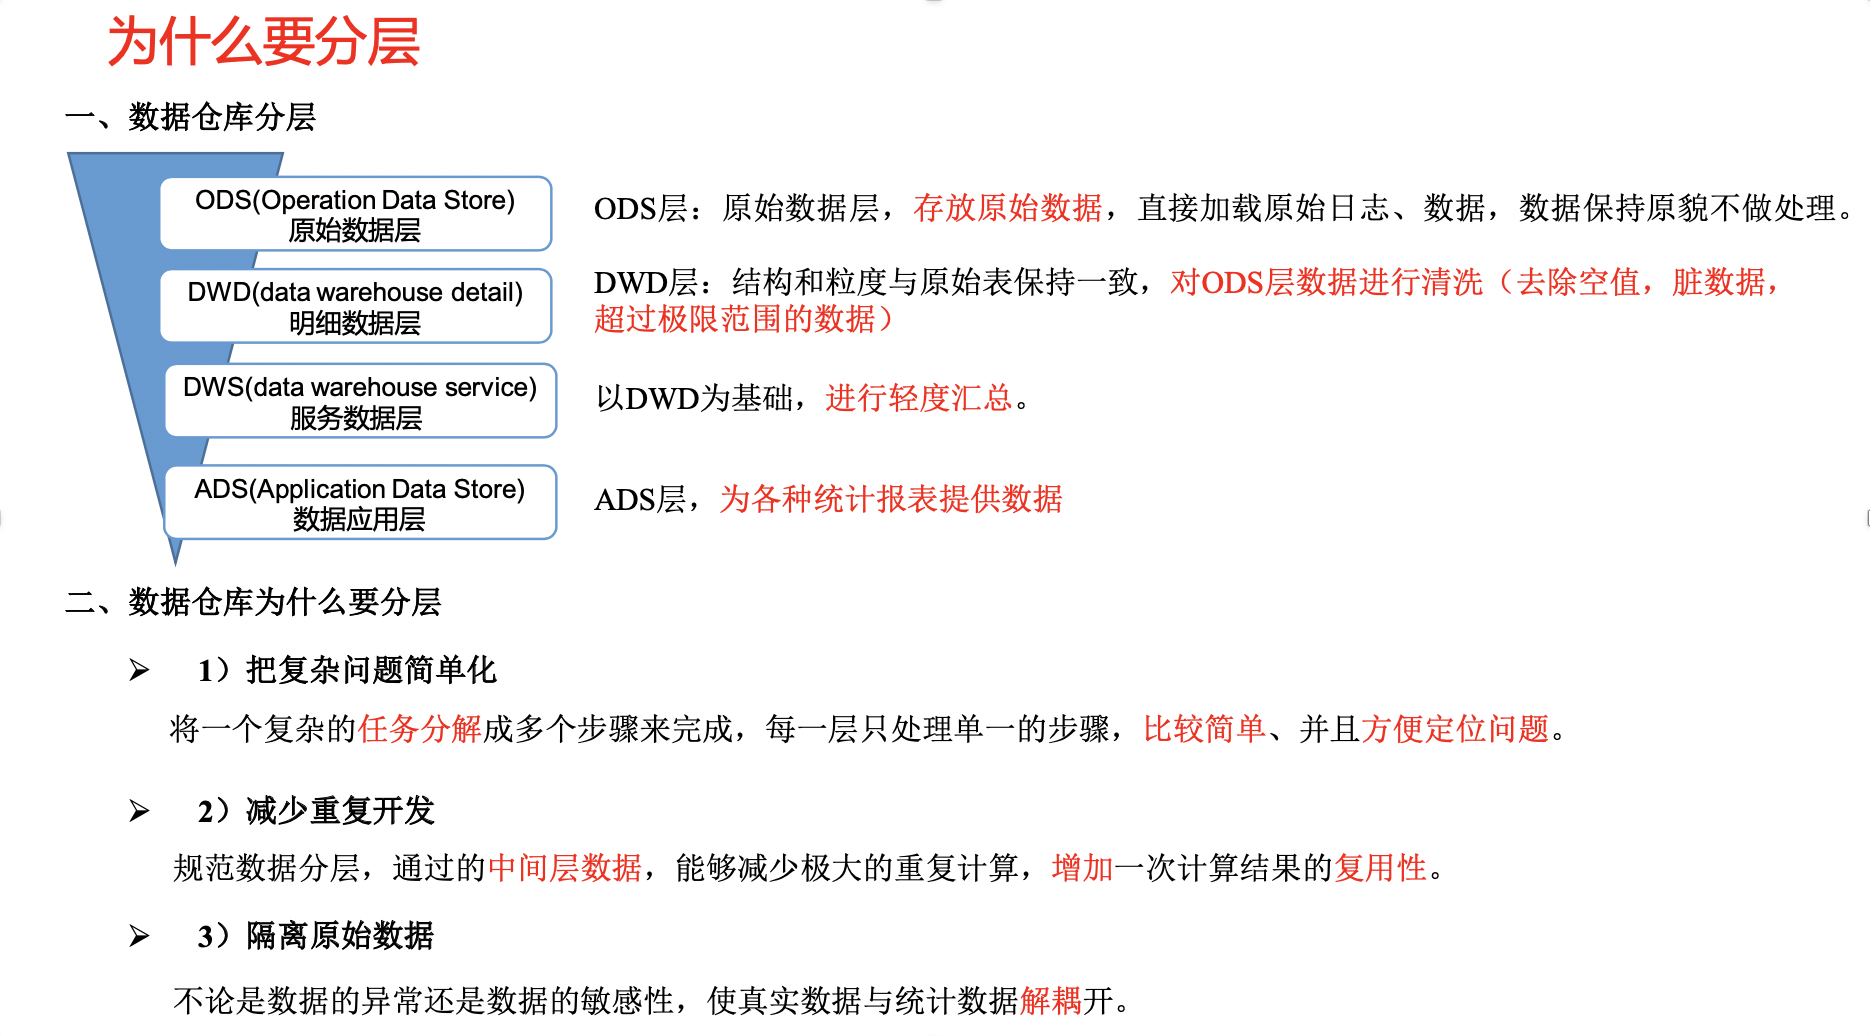 为什么要分层
一、数据仓库分层
ODS(Operation Data Store)
原始数据层
ODS层：原始数据层，存放原始数据，直接加载原始日志、数据，数据保持原貌不做处理。
DWD(data warehouse detail)
明细数据层
DWD层：结构和粒度与原始表保持一致，对ODS层数据进行清洗（去除空值，脏数据，
超过极限范围的数据）
DWS(data warehouse service)
服务数据层
以DWD为基础，进行轻度汇总。
ADS(Application Data Store)
数据应用层
ADS层，为各种统计报表提供数据
二、数据仓库为什么要分层
➢ 1）把复杂问题简单化
将一个复杂的任务分解成多个步骤来完成，每一层只处理单一的步骤，比较简单、并且方便定位问题。
➢ 2）减少重复开发
规范数据分层，通过的中间层数据，能够减少极大的重复计算，增加一次计算结果的复用性。
➢ 3）隔离原始数据
不论是数据的异常还是数据的敏感性，使真实数据与统计数据解耦开。